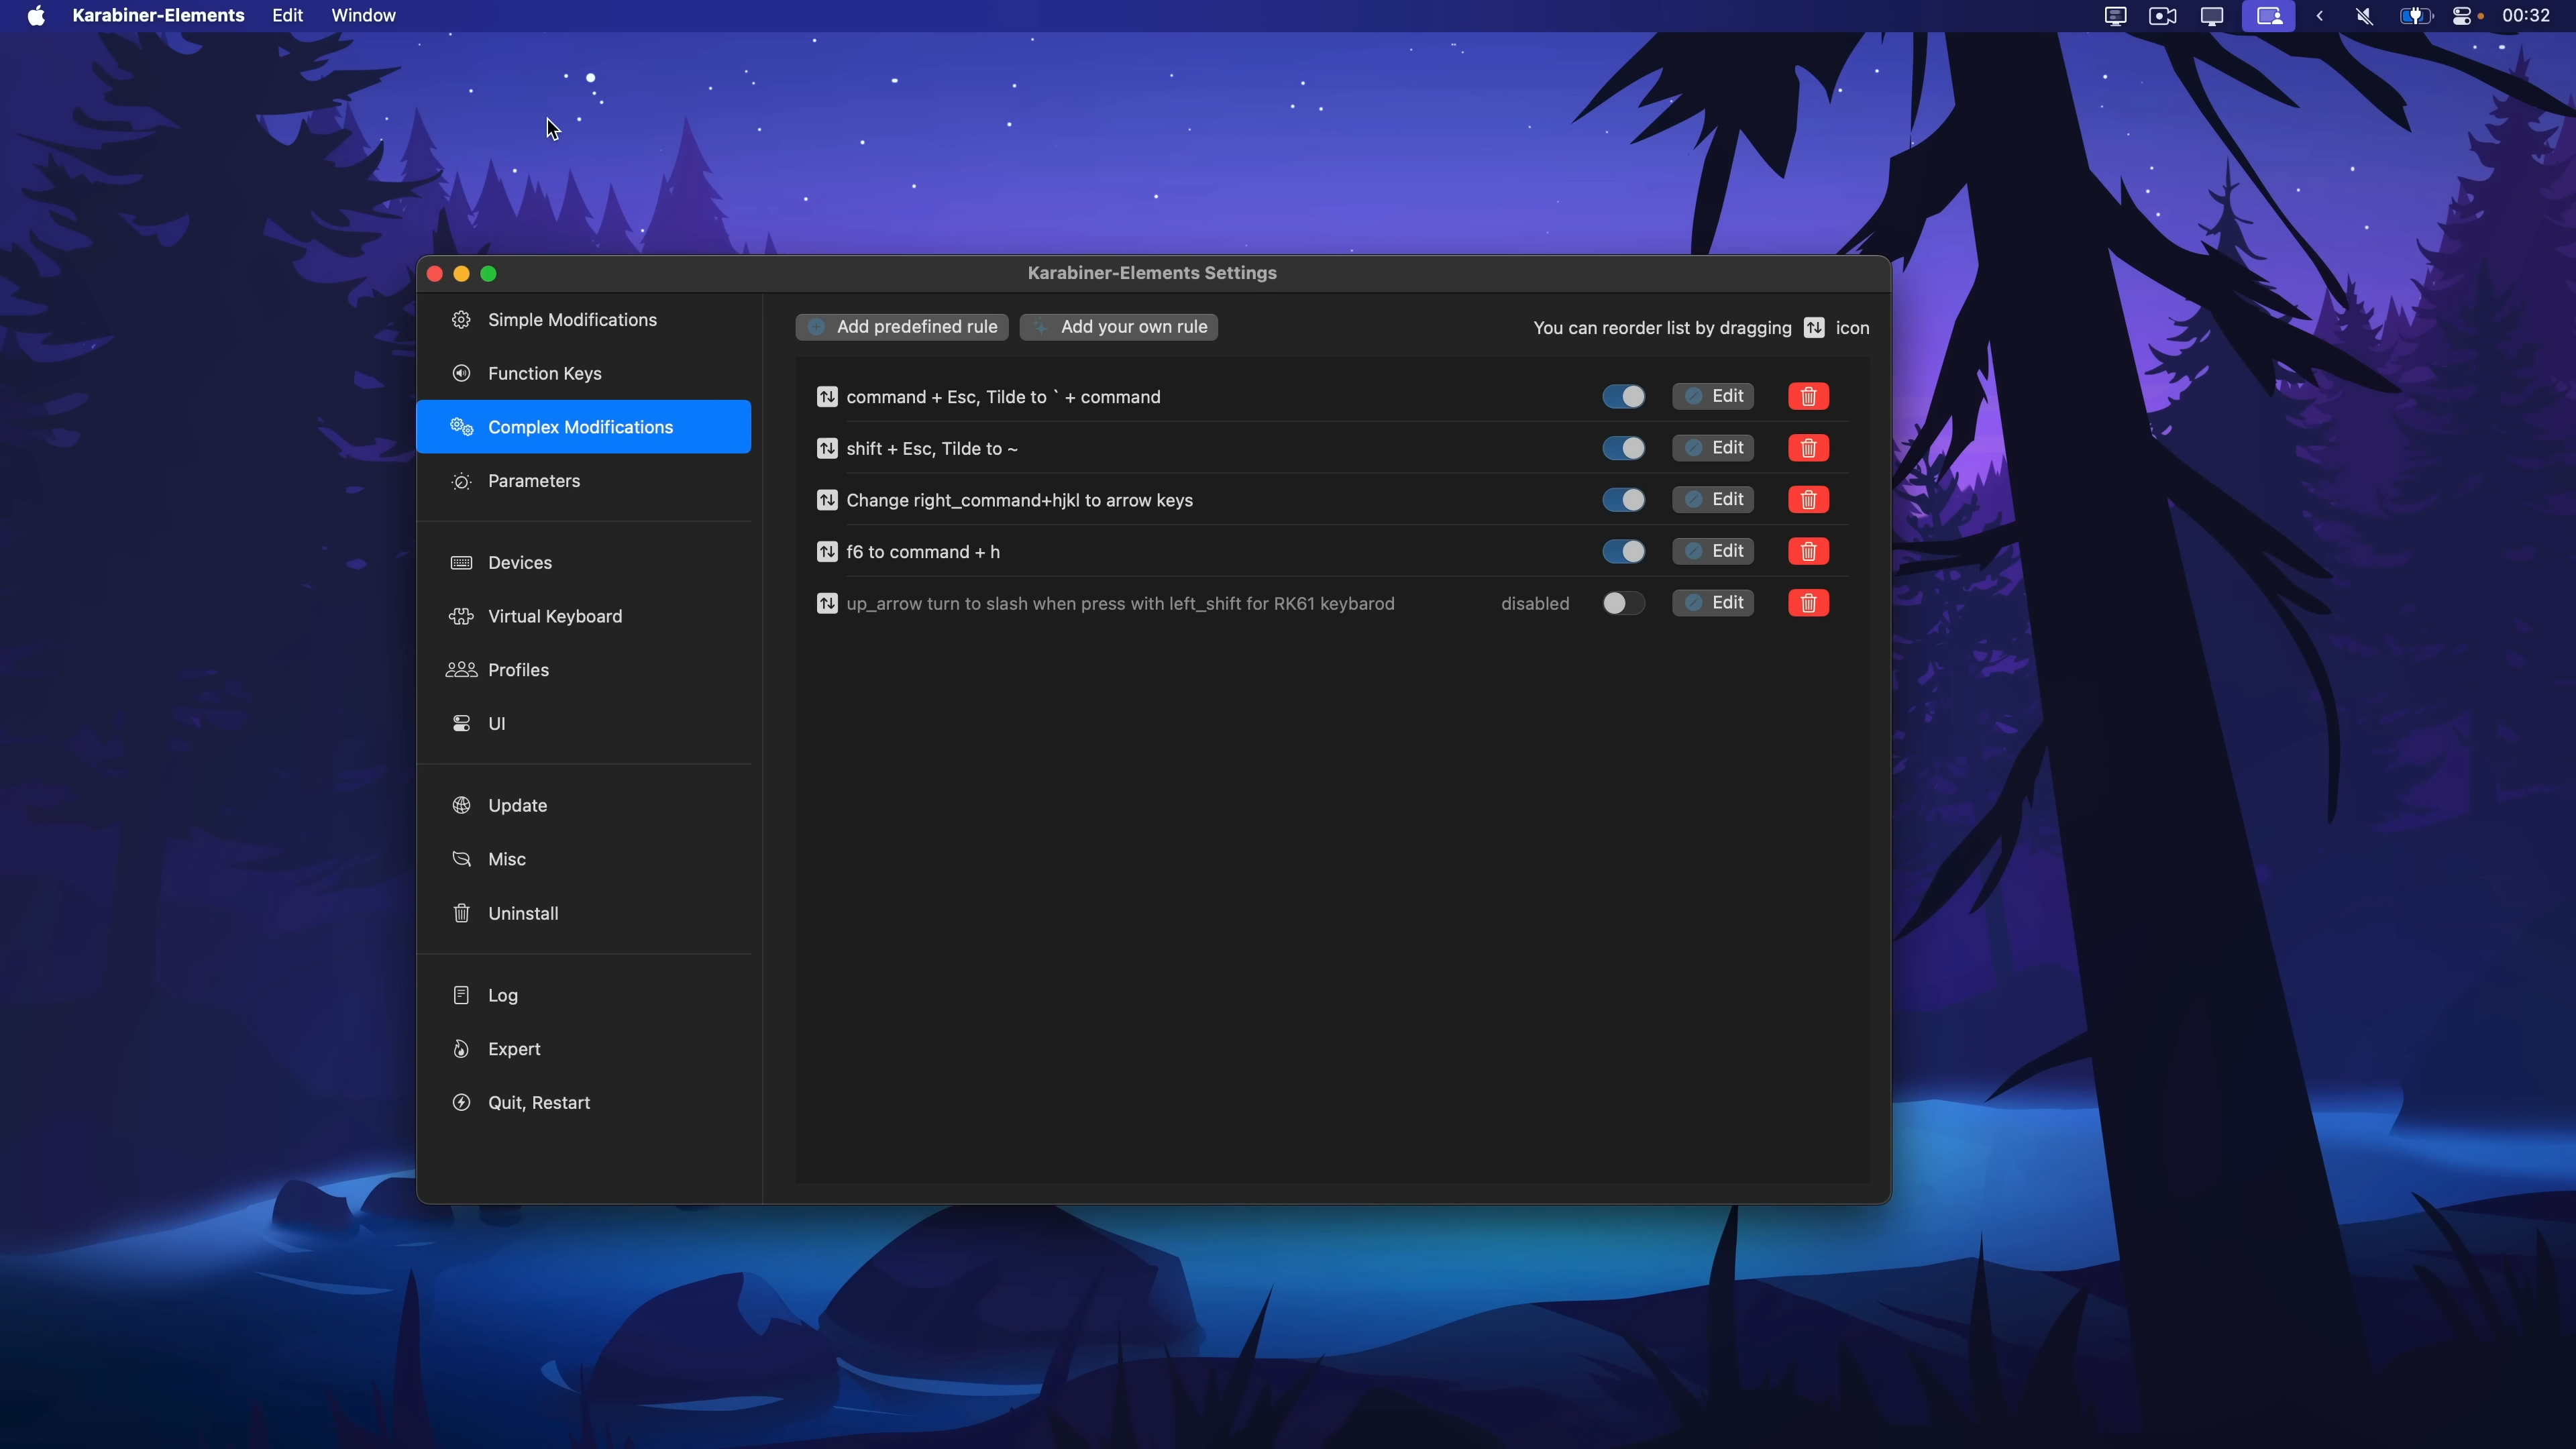 Karabiner-Elements Edit Window 00:32
Karabiner-Elements Settings
Simple Modifications
Function Keys
Complex Modifications
Parameters
Devices
Virtual Keyboard
Profiles
UI
Update
Misc
Uninstall
Log
Expert
Quit, Restart
Add predefined rule Add your own rule You can reorder list by dragging icon
command + Esc, Tilde to ` + command Edit
shift + Esc, Tilde to ~ Edit
Change right_command+hjkl to arrow keys Edit
f6 to command + h Edit
up_arrow turn to slash when press with left_shift for RK61 keybarod disabled Edit